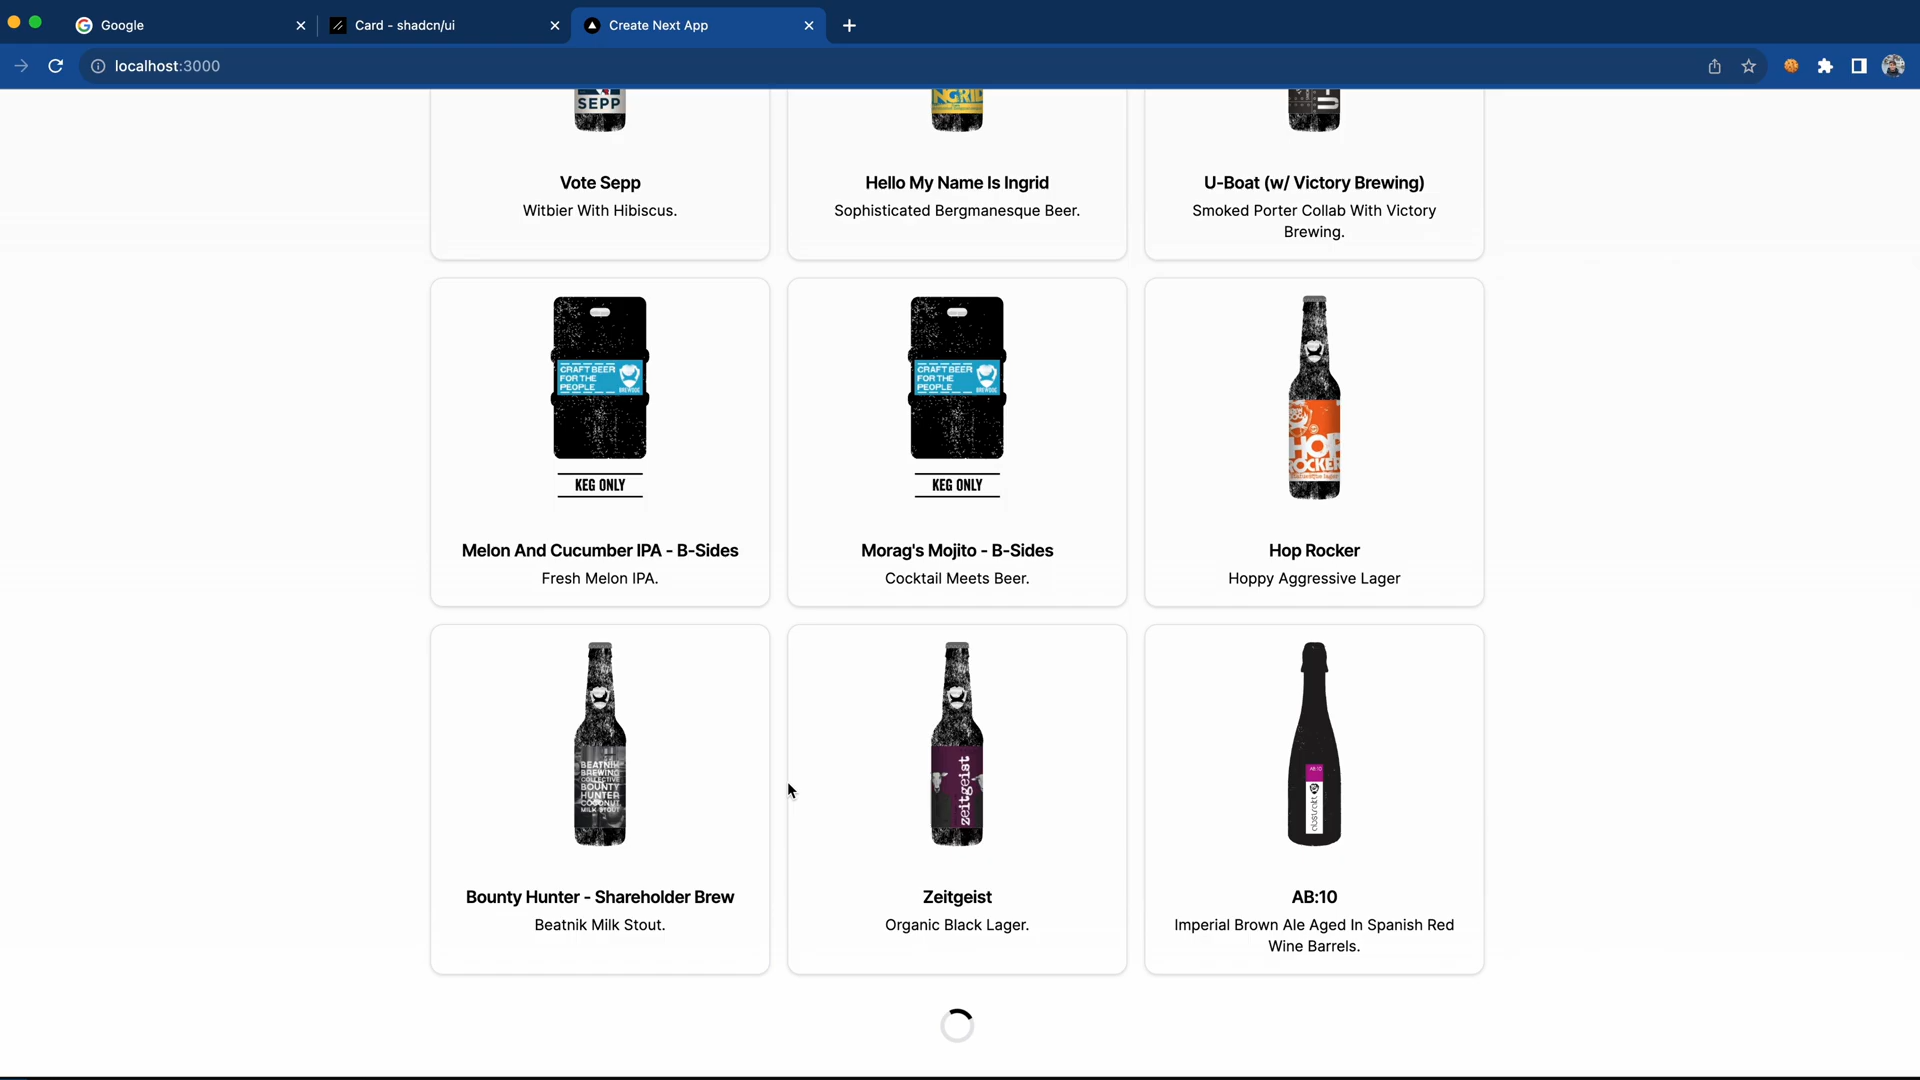 Google
Card - shadcn/ui
Create Next App
localhost:3000
SEPP
Vote Sepp
Witbier With Hibiscus.
Hello My Name Is Ingrid
Sophisticated Bergmanesque Beer.
U-Boat (w/ Victory Brewing)
Smoked Porter Collab With Victory
Brewing.
CRAFT BEER
FOR THE
PEOPLE
BREWDOG
KEG ONLY
CRAFT BEER
FOR THE
PEOPLE
BREWDOG
KEG ONLY
HOP
ROCKER
Melon And Cucumber IPA - B-Sides
Fresh Melon IPA.
Morag's Mojito - B-Sides
Cocktail Meets Beer.
Hop Rocker
Hoppy Aggressive Lager
BEATNIK
BREWING
COLLECTIVE
BOUNTY
HUNTER
COCONUT
MILK STOUT
zeitgeist
AB:10
abstrakt
Bounty Hunter - Shareholder Brew
Beatnik Milk Stout.
Zeitgeist
Organic Black Lager.
AB:10
Imperial Brown Ale Aged In Spanish Red
Wine Barrels.